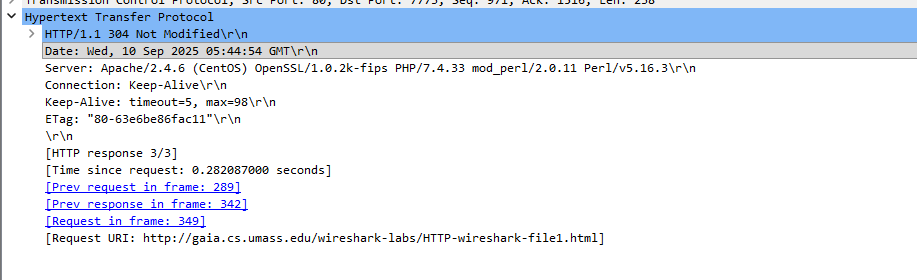 Transmission Control Protocol, Src Port: 80, Dst Port: 7775, Seq: 971, Ack: 1516, Len: 238
Hypertext Transfer Protocol
HTTP/1.1 304 Not Modified\r\n
Date: Wed, 10 Sep 2025 05:44:54 GMT\r\n
Server: Apache/2.4.6 (CentOS) OpenSSL/1.0.2k-fips PHP/7.4.33 mod_perl/2.0.11 Perl/v5.16.3\r\n
Connection: Keep-Alive\r\n
Keep-Alive: timeout=5, max=98\r\n
ETag: "80-63e6be86fac11"\r\n
\r\n
[HTTP response 3/3]
[Time since request: 0.282087000 seconds]
[Prev request in frame: 289]
[Prev response in frame: 342]
[Request in frame: 349]
[Request URI: http://gaia.cs.umass.edu/wireshark-labs/HTTP-wireshark-file1.html]